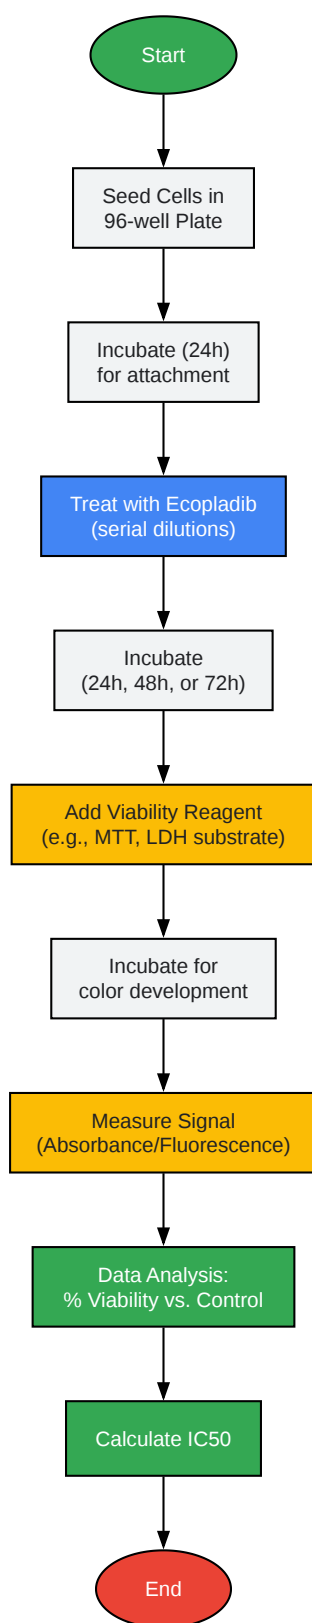 Start
Seed Cells in
96-well Plate
Incubate (24h)
for attachment
Treat with Ecopladib
(serial dilutions)
Incubate
(24h, 48h, or 72h)
Add Viability Reagent
(e.g., MTT, LDH substrate)
Incubate for
color development
Measure Signal
(Absorbance/Fluorescence)
Data Analysis:
% Viability vs. Control
Calculate IC50
End